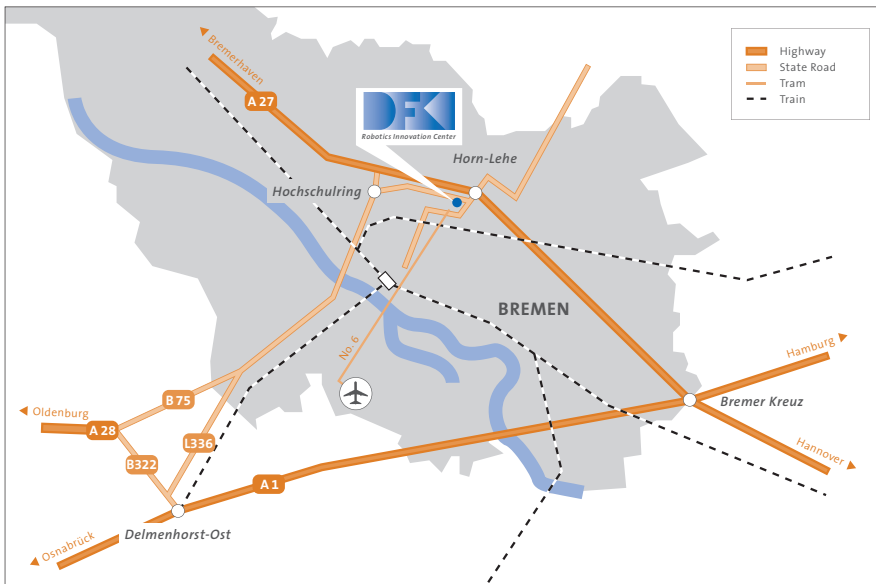 Highway
State Road
Tram
Train
Bremerhaven
A 27
DFKI
Robotics Innovation Center
Horn-Lehe
Hochschulring
BREMEN
No. 6
Hamburg
B 75
Oldenburg
A 28
L336
B322
Bremer Kreuz
Hannover
A 1
Delmenhorst-Ost
Osnabrück